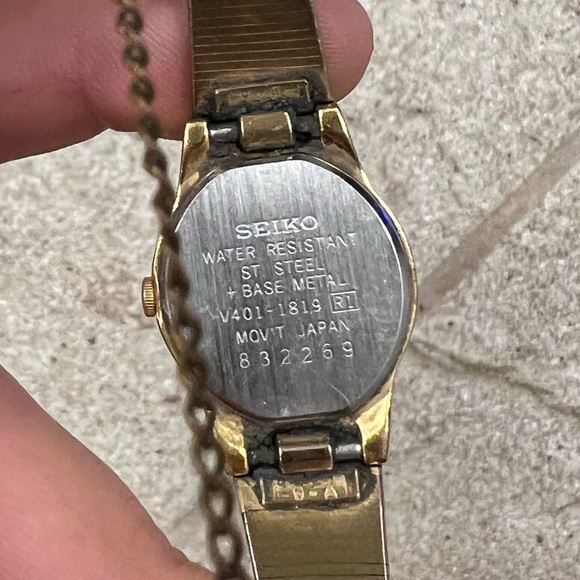 SEIKO
WATER RESISTANT
ST. STEEL
+ BASE METAL
V401-1819 R1
MOV'T JAPAN
832269